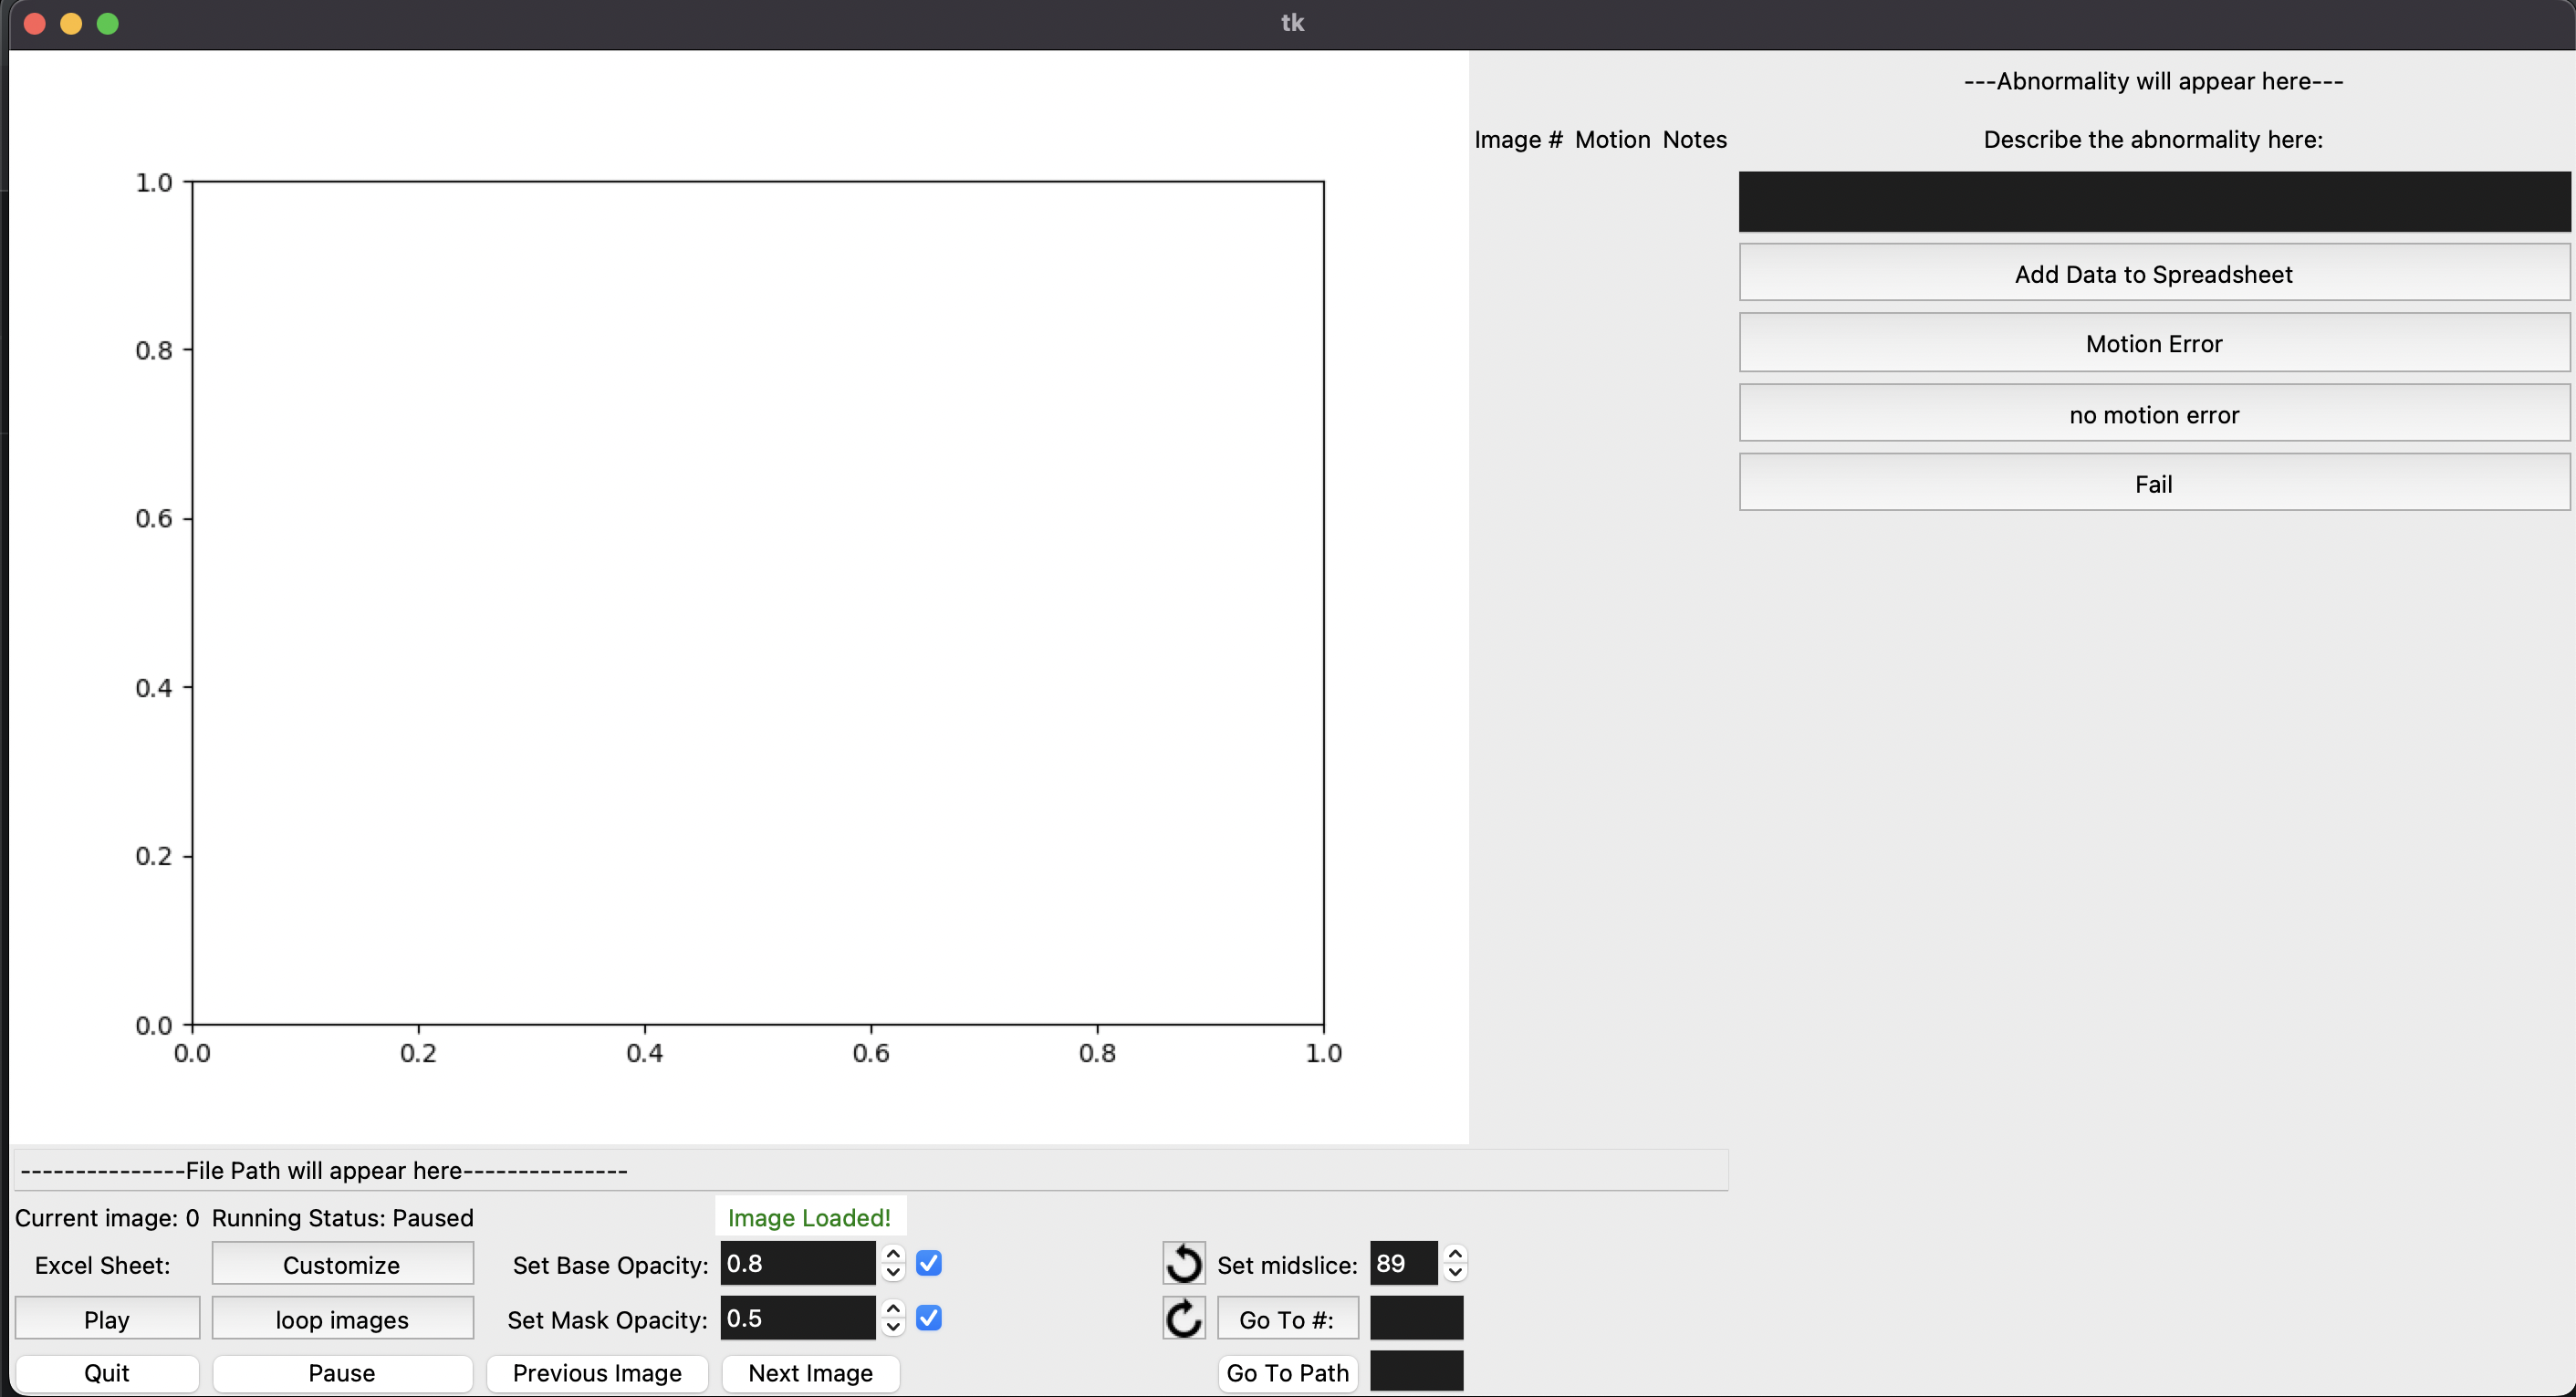 tk
---Abnormality will appear here---
Image # Motion Notes
Describe the abnormality here:
Add Data to Spreadsheet
Motion Error
no motion error
Fail
1.0
0.8
0.6
0.4
0.2
0.0
0.0 0.2 0.4 0.6 0.8 1.0
---------------File Path will appear here---------------
Current image: 0 Running Status: Paused Image Loaded!
Excel Sheet: Customize Set Base Opacity: 0.8 Set midslice: 89
Play loop images Set Mask Opacity: 0.5 Go To #:
Quit Pause Previous Image Next Image Go To Path